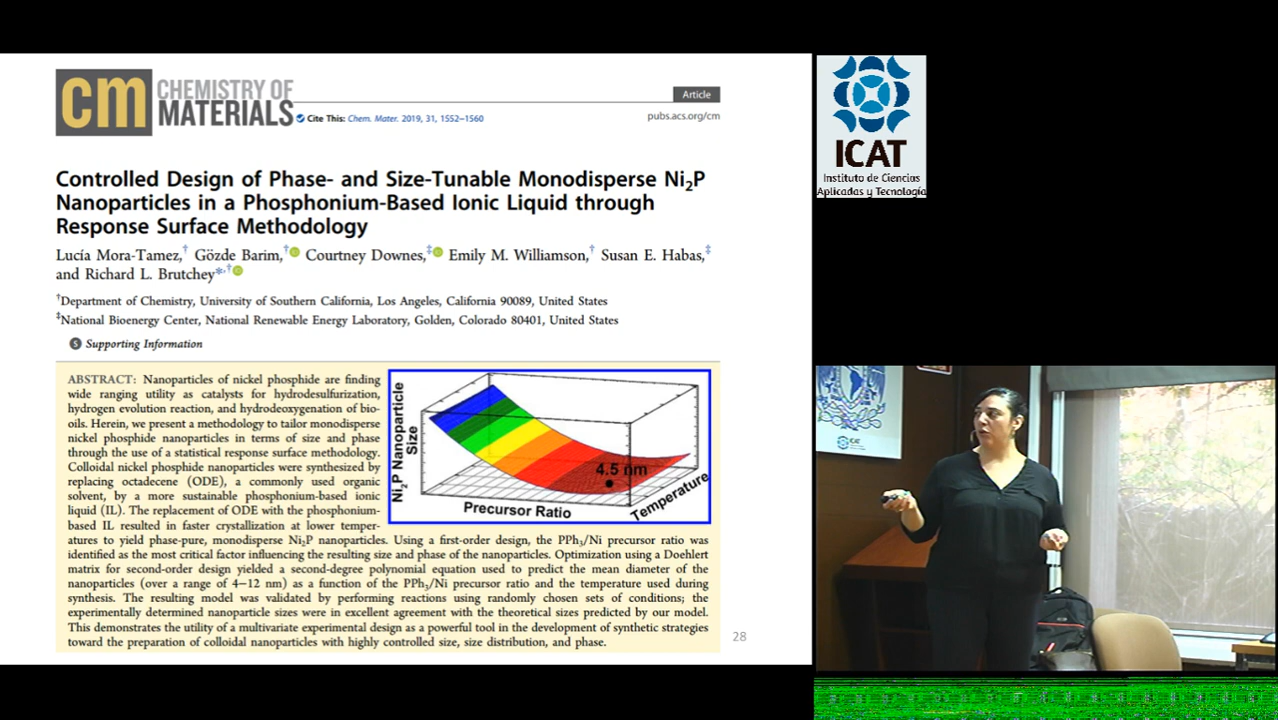 cm CHEMISTRY OF
MATERIALS
Cite This: Chem. Mater. 2019, 31, 1552−1560
Article
pubs.acs.org/cm
Controlled Design of Phase- and Size-Tunable Monodisperse Ni2P
Nanoparticles in a Phosphonium-Based Ionic Liquid through
Response Surface Methodology
Lucía Mora-Tamez,† Gözde Barim,† Courtney Downes,‡ Emily M. Williamson,† Susan E. Habas,‡
and Richard L. Brutchey*,†
†Department of Chemistry, University of Southern California, Los Angeles, California 90089, United States
‡National Bioenergy Center, National Renewable Energy Laboratory, Golden, Colorado 80401, United States
S Supporting Information
ABSTRACT: Nanoparticles of nickel phosphide are finding
wide ranging utility as catalysts for hydrodesulfurization,
hydrogen evolution reaction, and hydrodeoxygenation of bio-
oils. Herein, we present a methodology to tailor monodisperse
nickel phosphide nanoparticles in terms of size and phase
through the use of a statistical response surface methodology.
Colloidal nickel phosphide nanoparticles were synthesized by
replacing octadecene (ODE), a commonly used organic
solvent, by a more sustainable phosphonium-based ionic
liquid (IL). The replacement of ODE with the phosphonium-
based IL resulted in faster crystallization at lower temper-
atures to yield phase-pure, monodisperse Ni2P nanoparticles. Using a first-order design, the PPh3/Ni precursor ratio was
identified as the most critical factor influencing the resulting size and phase of the nanoparticles. Optimization using a Doehlert
matrix for second-order design yielded a second-degree polynomial equation used to predict the mean diameter of the
nanoparticles (over a range of 4−12 nm) as a function of the PPh3/Ni precursor ratio and the temperature used during
synthesis. The resulting model was validated by performing reactions using randomly chosen sets of conditions; the
experimentally determined nanoparticle sizes were in excellent agreement with the theoretical sizes predicted by our model.
This demonstrates the utility of a multivariate experimental design as a powerful tool in the development of synthetic strategies
toward the preparation of colloidal nanoparticles with highly controlled size, size distribution, and phase.
Ni2P Nanoparticle
Size
4.5 nm
Precursor Ratio
Temperature
28
ICAT
Instituto de Ciencias
Aplicadas y Tecnología
ICAT